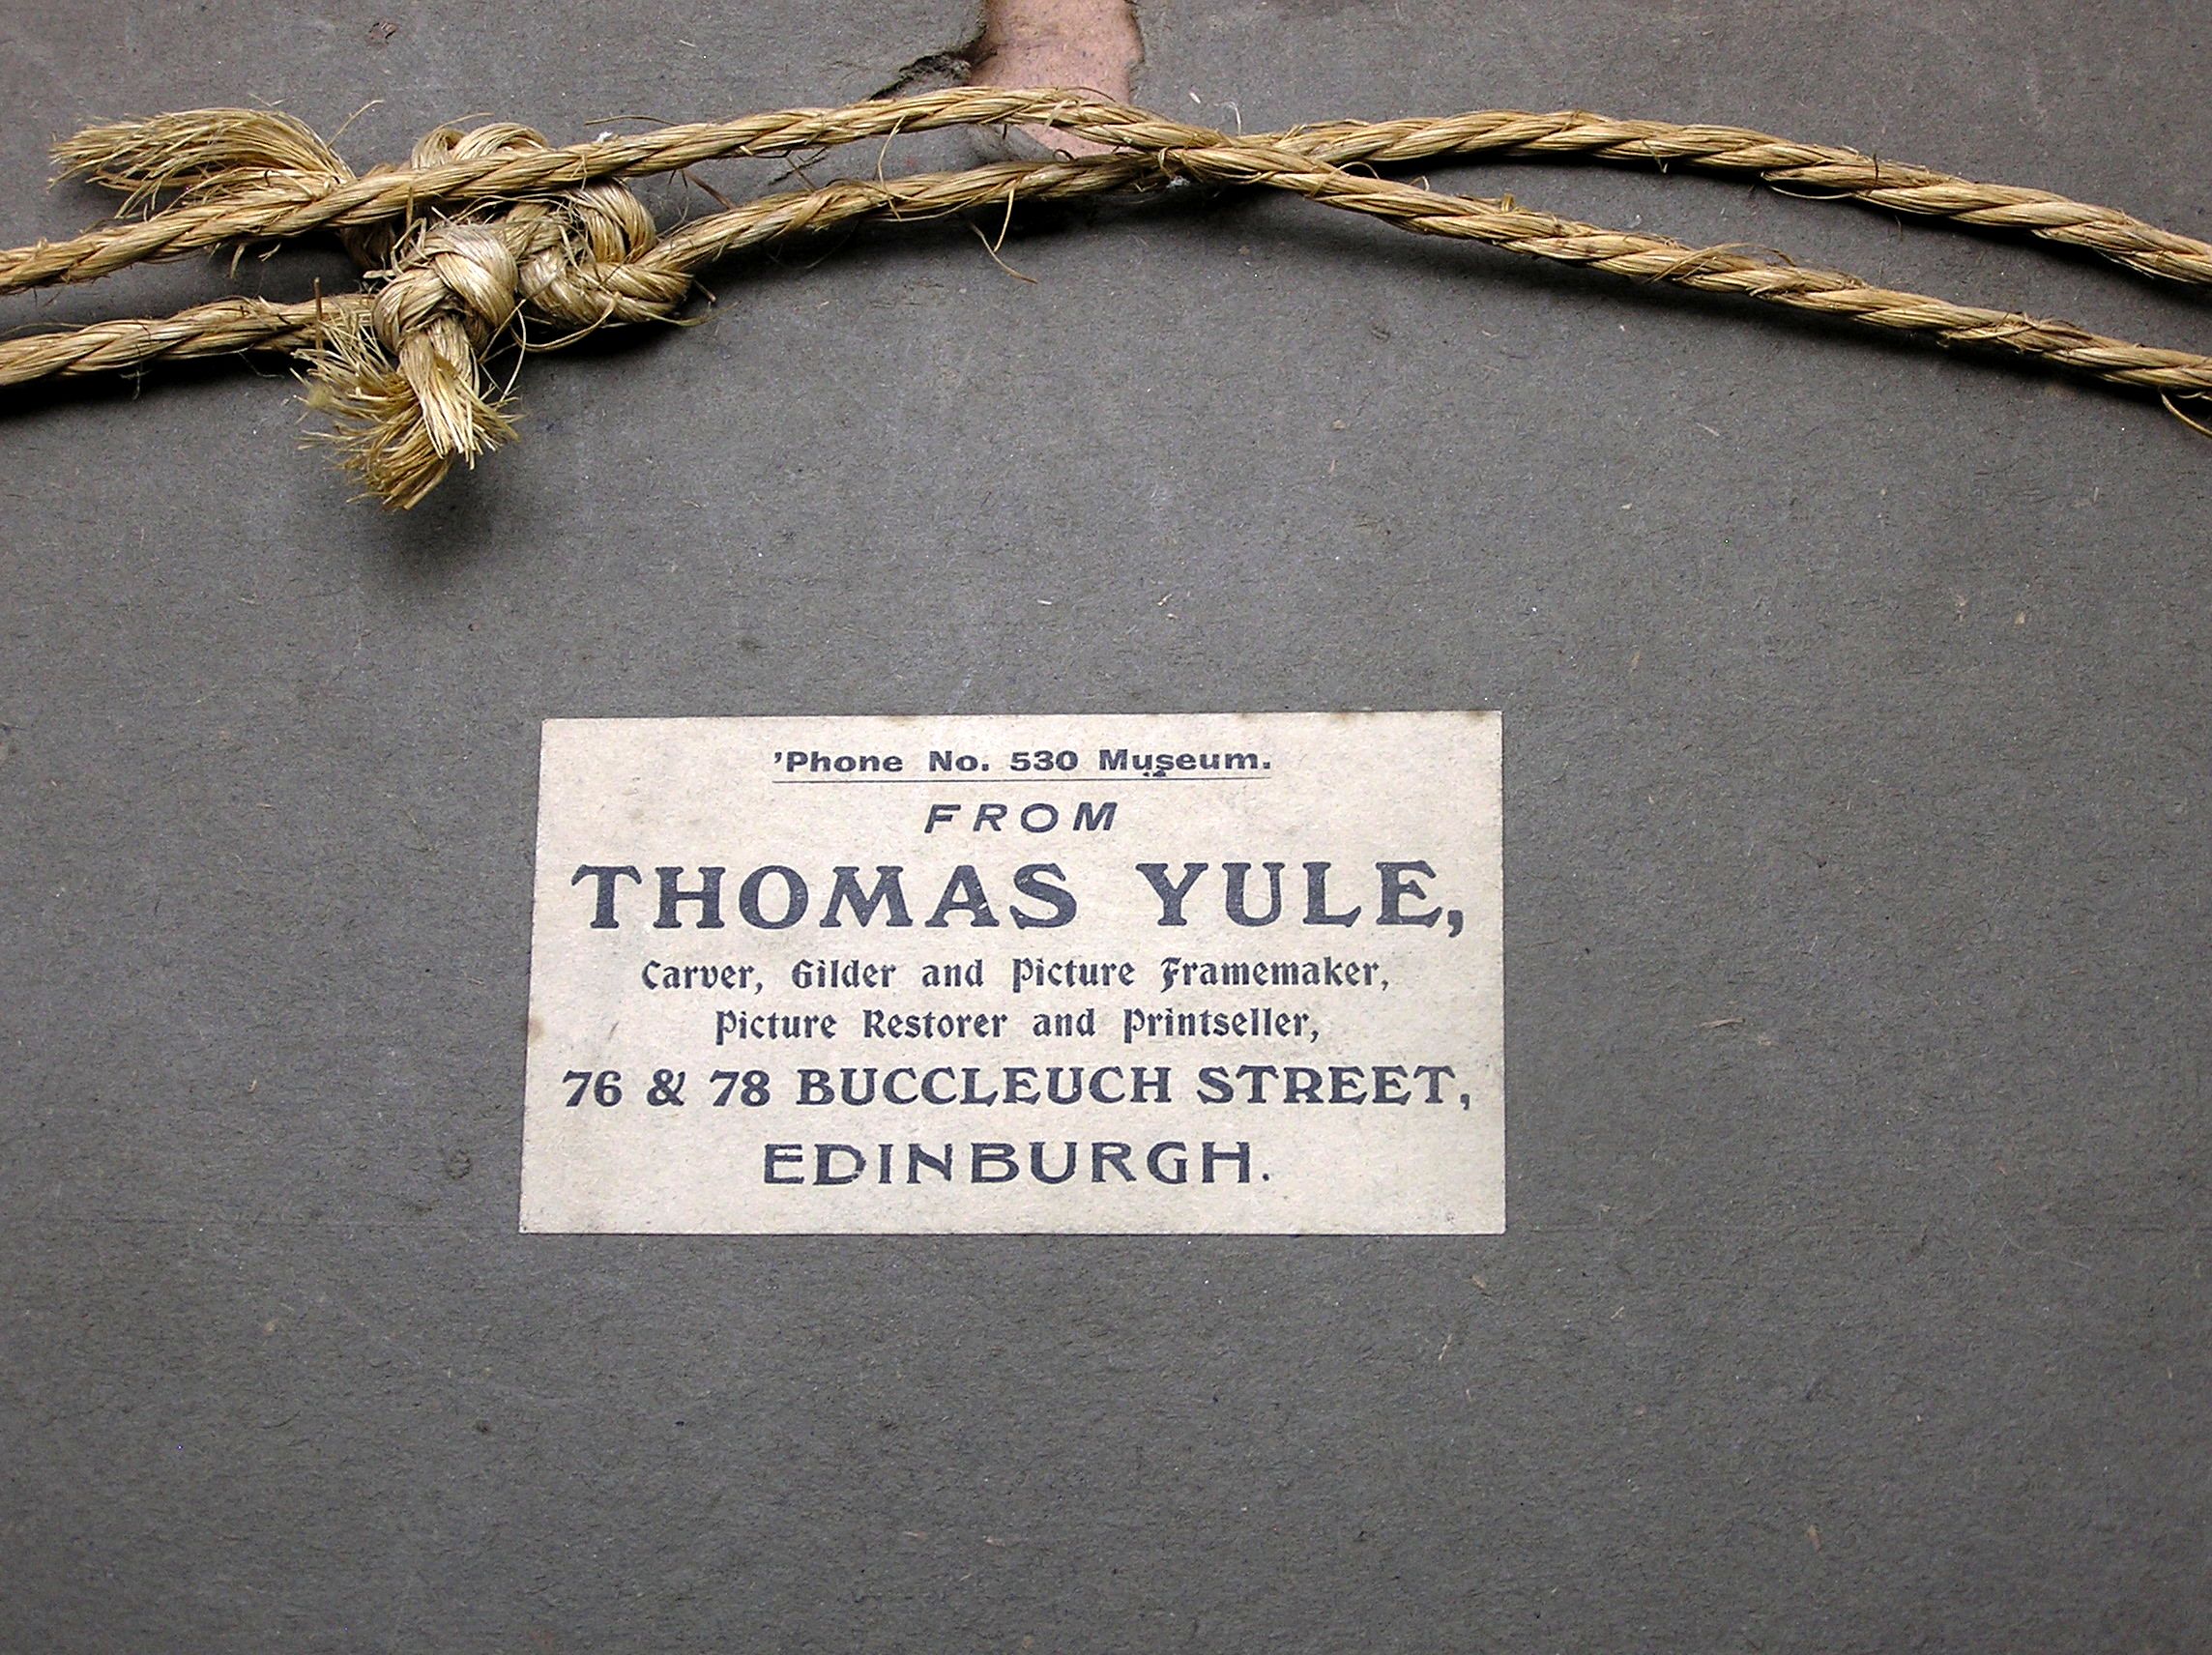 'Phone No. 530 Museum.
FROM
THOMAS YULE,
Carver, Gilder and Picture Framemaker,
Picture Restorer and Printseller,
76 & 78 BUCCLEUCH STREET,
EDINBURGH.